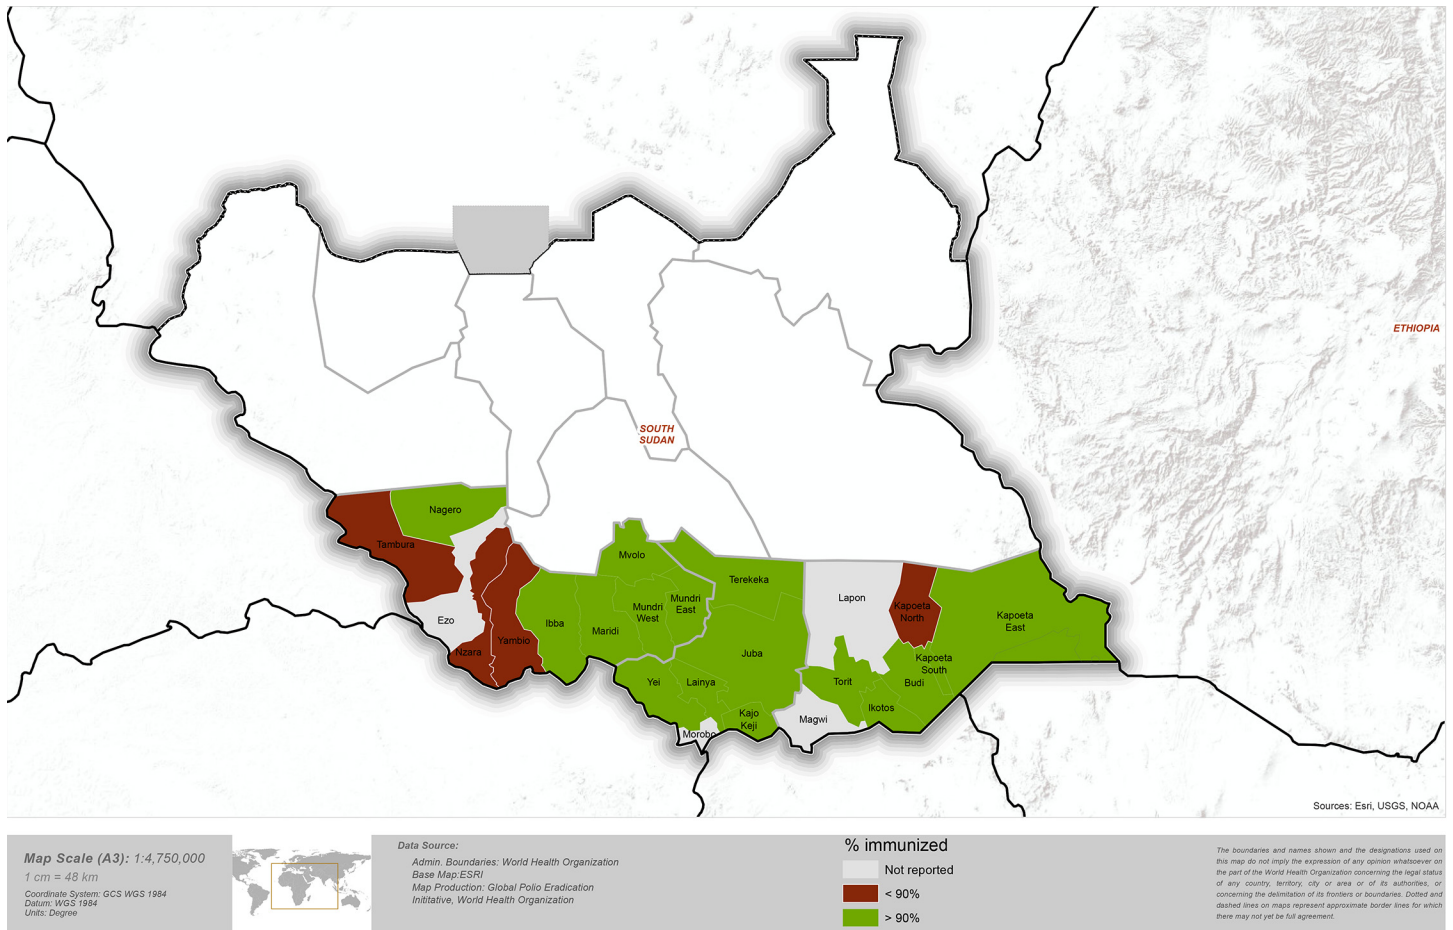 ETHIOPIA
SOUTH
SUDAN
Nagero
Tambura
Mvolo
Terekeka
Lapon
Kapoeta
North
Kapoeta
East
Ezo
Ibba
Maridi
Mundri
West
Mundri
East
Nzara
Yambio
Juba
Kapoeta
South
Yei
Lainya
Torit
Budi
Kajo
Keji
Magwi
Ikotos
Morobo
Sources: Esri, USGS, NOAA
Map Scale (A3): 1:4,750,000
1 cm = 48 km
Coordinate System: GCS WGS 1984
Datum: WGS 1984
Units: Degree
Data Source:
Admin. Boundaries: World Health Organization
Base Map:ESRI
Map Production: Global Polio Eradication
Inititative, World Health Organization
% immunized
Not reported
< 90%
> 90%
The boundaries and names shown and the designations used on
this map do not imply the expression of any opinion whatsoever on
the part of the World Health Organization concerning the legal status
of any country, territory, city or area or of its authorities, or
concerning the delimitation of its frontiers or boundaries. Dotted and
dashed lines on maps represent approximate border lines for which
there may not yet be full agreement.